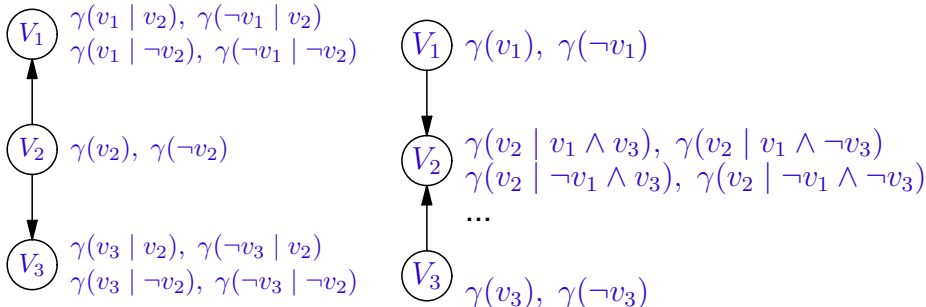 V₁ γ(v₁ | v₂), γ(¬v₁ | v₂)
γ(v₁ | ¬v₂), γ(¬v₁ | ¬v₂)
V₂ γ(v₂), γ(¬v₂)
V₃ γ(v₃ | v₂), γ(¬v₃ | v₂)
γ(v₃ | ¬v₂), γ(¬v₃ | ¬v₂)
V₁ γ(v₁), γ(¬v₁)
V₂ γ(v₂ | v₁ ∧ v₃), γ(v₂ | v₁ ∧ ¬v₃)
γ(v₂ | ¬v₁ ∧ v₃), γ(v₂ | ¬v₁ ∧ ¬v₃)
...
V₃ γ(v₃), γ(¬v₃)